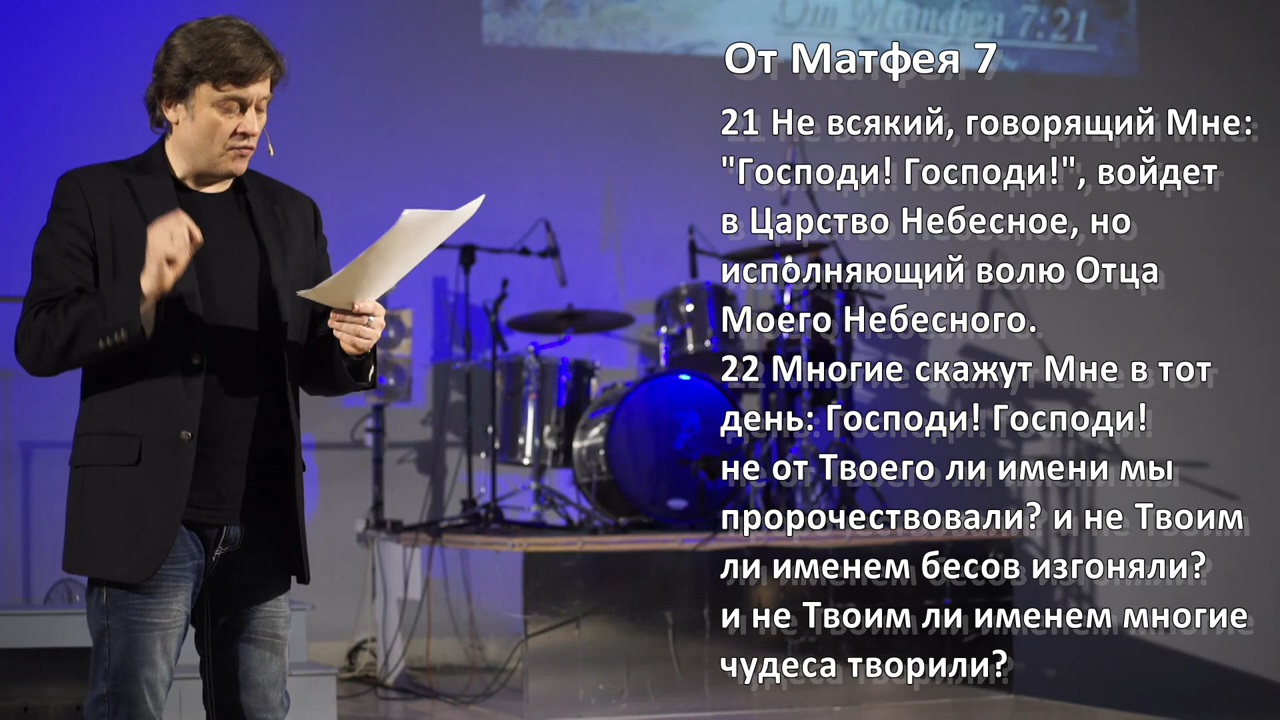 От Матфея 7:21
От Матфея 7
21 Не всякий, говорящий Мне:
"Господи! Господи!", войдет
в Царство Небесное, но
исполняющий волю Отца
Моего Небесного.
22 Многие скажут Мне в тот
день: Господи! Господи!
не от Твоего ли имени мы
пророчествовали? и не Твоим
ли именем бесов изгоняли?
и не Твоим ли именем многие
чудеса творили?